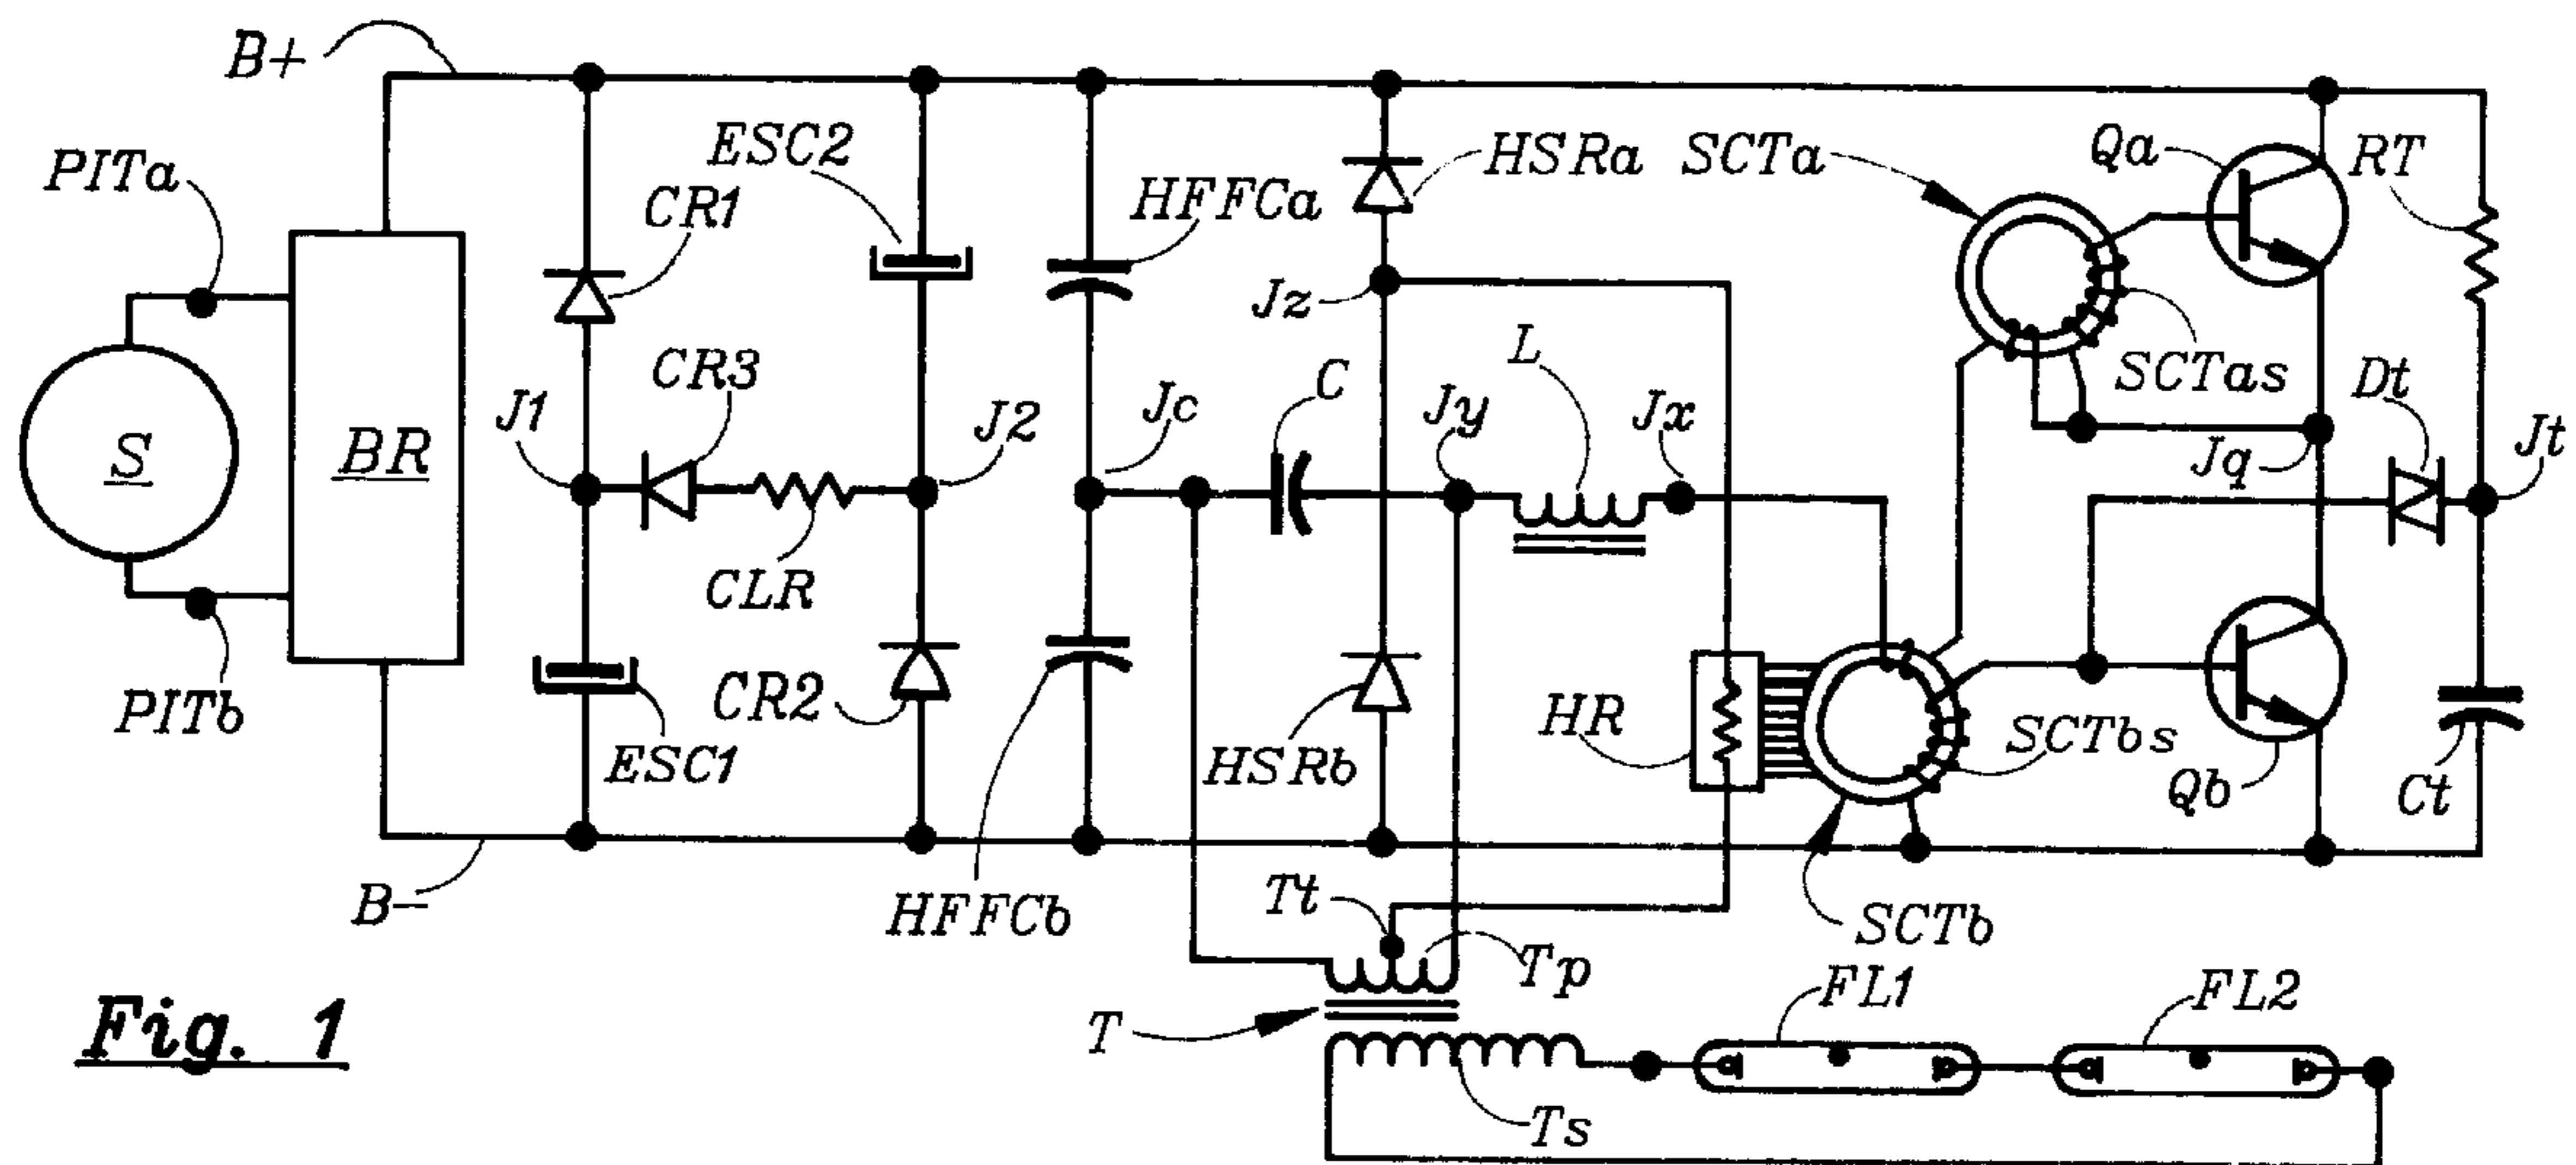 B+
PITa
S
PITb
BR
B-
CR1
J1
CR3
CLR
ESC1
ESC2
J2
CR2
HFFCa
Jc
HFFCb
HSRa
Jz
C
Jy
L
Jx
HSRb
HR
SCTa
SCTas
Qa
RT
Dt
Jq
Jt
SCTbs
Qb
Ct
SCTb
Tt
Tp
T
Ts
FL1
FL2
Fig. 1